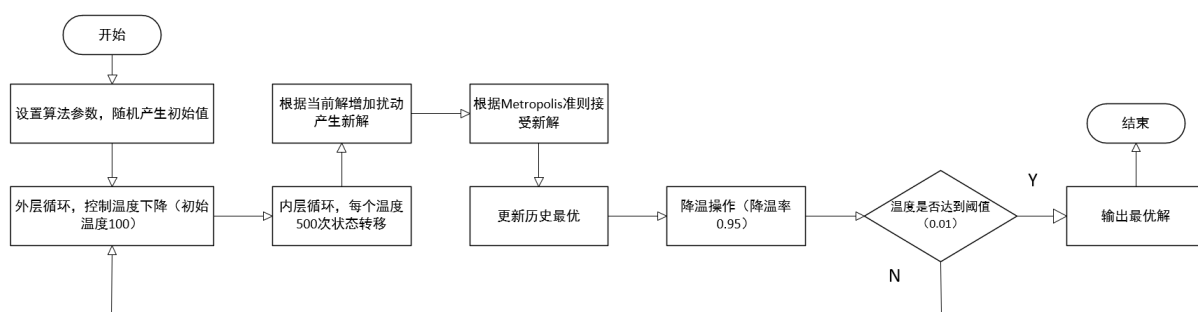 开始
设置算法参数，随机产生初始值
外层循环，控制温度下降（初始
温度100）
内层循环，每个温度
500次状态转移
根据当前解增加扰动
产生新解
根据Metropolis准则接
受新解
更新历史最优
降温操作（降温率
0.95）
温度是否达到阈值
（0.01）
Y
N
输出最优解
结束